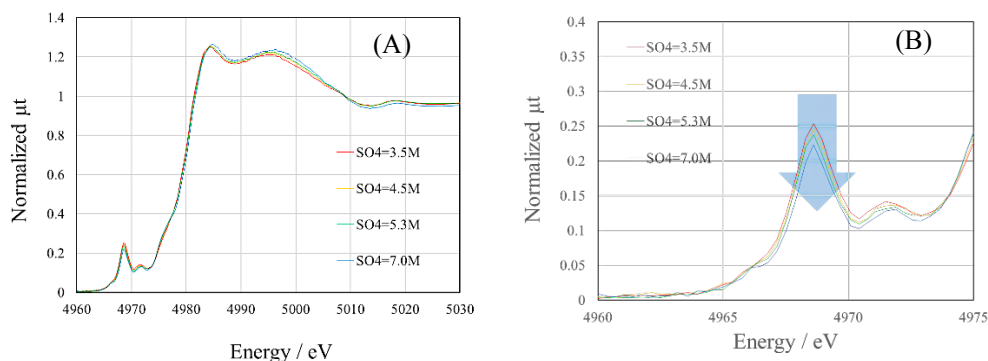 (A)
Normalized μt
1.4
1.2
1
0.8
0.6
0.4
0.2
0
4960 4970 4980 4990 5000 5010 5020 5030
Energy / eV
SO4=3.5M
SO4=4.5M
SO4=5.3M
SO4=7.0M
(B)
Normalized μt
0.4
0.35
0.3
0.25
0.2
0.15
0.1
0.05
0
4960 4965 4970 4975
Energy / eV
SO4=3.5M
SO4=4.5M
SO4=5.3M
SO4=7.0M